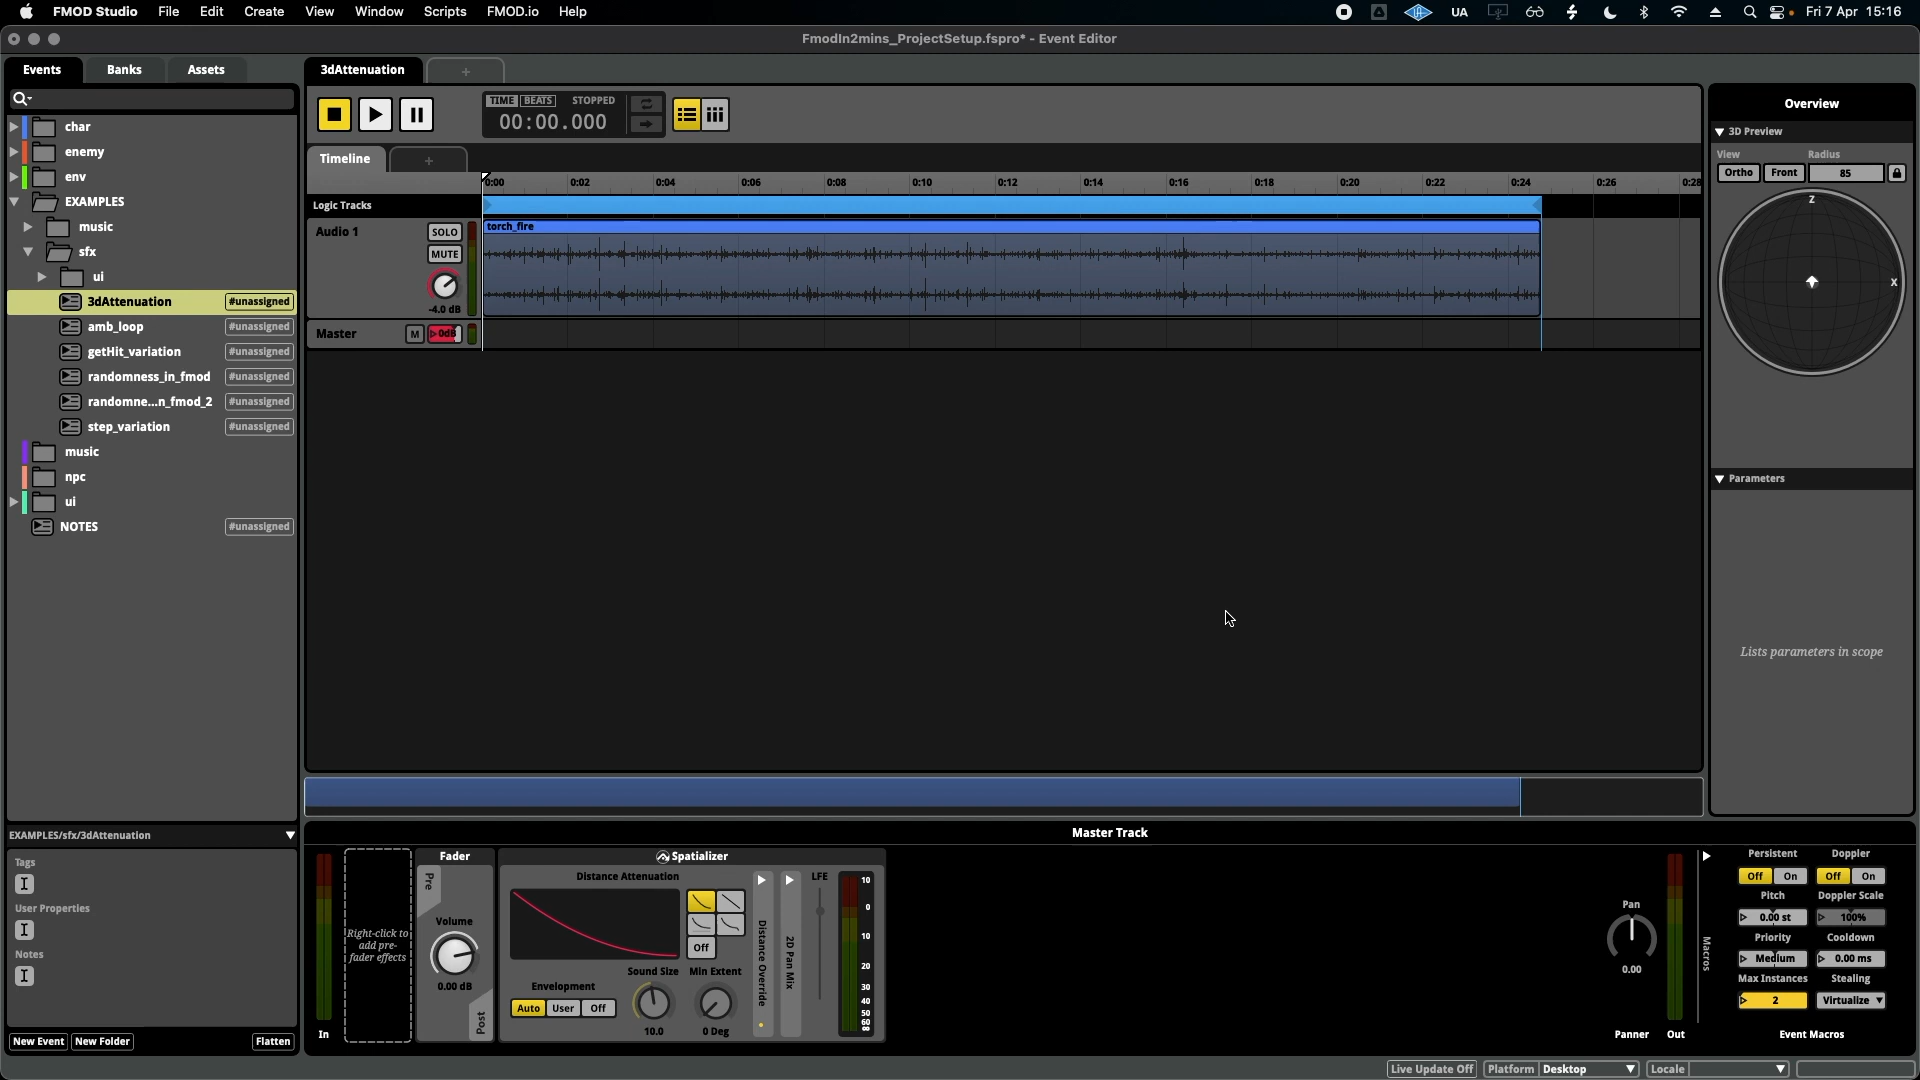 FMOD Studio File Edit Create View Window Scripts FMOD.io Help UA Fri 7 Apr 15:16
FmodIn2mins_ProjectSetup.fspro* - Event Editor
Events Banks Assets
char
enemy
env
EXAMPLES
music
sfx
ui
3dAttenuation #unassigned
amb_loop #unassigned
getHit_variation #unassigned
randomness_in_fmod #unassigned
randomne...n_fmod_2 #unassigned
step_variation #unassigned
music
npc
ui
NOTES #unassigned
EXAMPLES/sfx/3dAttenuation
Tags
User Properties
Notes
New Event New Folder Flatten
3dAttenuation +
TIME BEATS STOPPED
00:00.000
Timeline +
0:00 0:02 0:04 0:06 0:08 0:10 0:12 0:14 0:16 0:18 0:20 0:22 0:24 0:26 0:28
Logic Tracks
torch_fire
Audio 1 SOLO
MUTE
-4.0 dB
Master M 0dB
Overview
3D Preview
View Radius
Ortho Front 85
Z
X
Parameters
Lists parameters in scope
Master Track
In
Right-click to
add pre-
fader effects
Fader
Pre
Volume
0.00 dB
Post
Spatializer
Distance Attenuation
Off
Sound Size Min Extent
Envelopment
Auto User Off
10.0 0 Deg
Distance Override
2D Pan Mix
LFE
10
0
10
20
30
40
50
60
∞
Pan
0.00
Panner Out
Macros
Persistent Doppler
Off On Off On
Pitch Doppler Scale
0.00 st 100%
Priority Cooldown
Medium 0.00 ms
Max Instances Stealing
2 Virtualize
Event Macros
Live Update Off Platform Desktop Locale